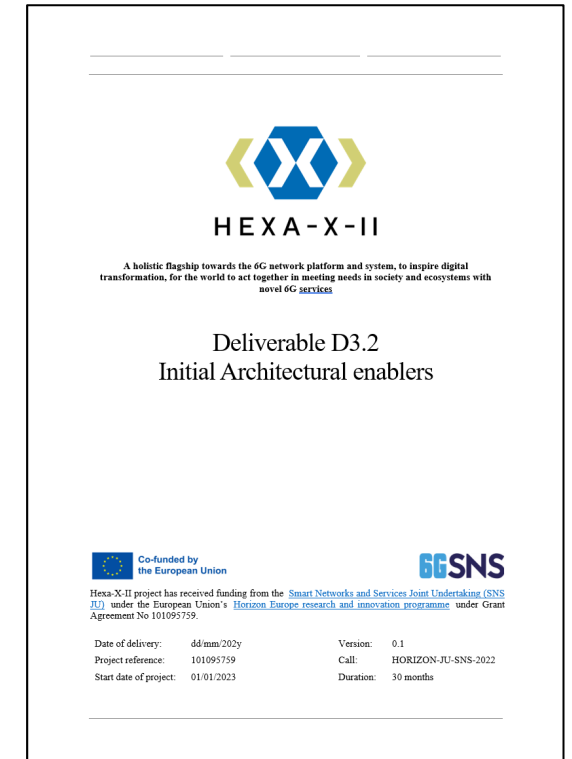 HEXA-X-II
A holistic flagship towards the 6G network platform and system, to inspire digital
transformation, for the world to act together in meeting needs in society and ecosystems with
novel 6G services
Deliverable D3.2
Initial Architectural enablers
Co-funded by
the European Union
6GSNS
Hexa-X-II project has received funding from the Smart Networks and Services Joint Undertaking (SNS
JU) under the European Union's Horizon Europe research and innovation programme under Grant
Agreement No 101095759.
Date of delivery: dd/mm/202y Version: 0.1
Project reference: 101095759 Call: HORIZON-JU-SNS-2022
Start date of project: 01/01/2023 Duration: 30 months